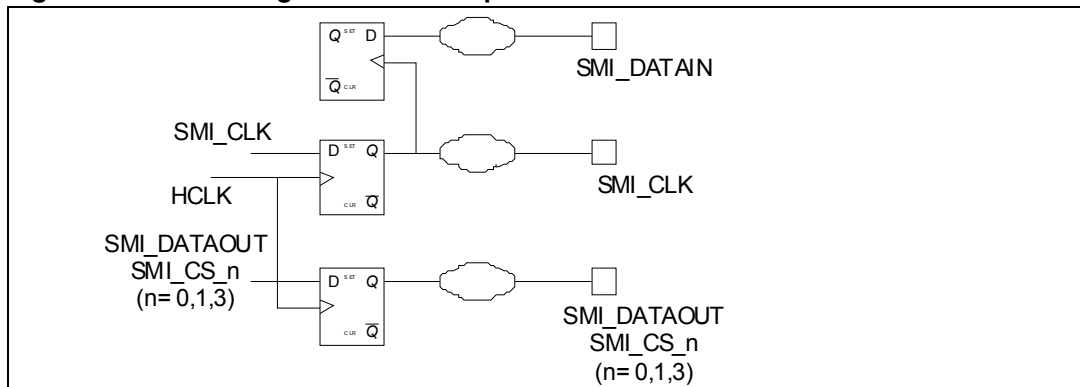 Q SET D
SMI_DATAIN
Q CLR
SMI_CLK
D SET Q
SMI_CLK
HCLK
CLR Q
SMI_DATAOUT
SMI_CS_n
(n= 0,1,3)
D SET Q
CLR Q
SMI_DATAOUT
SMI_CS_n
(n= 0,1,3)